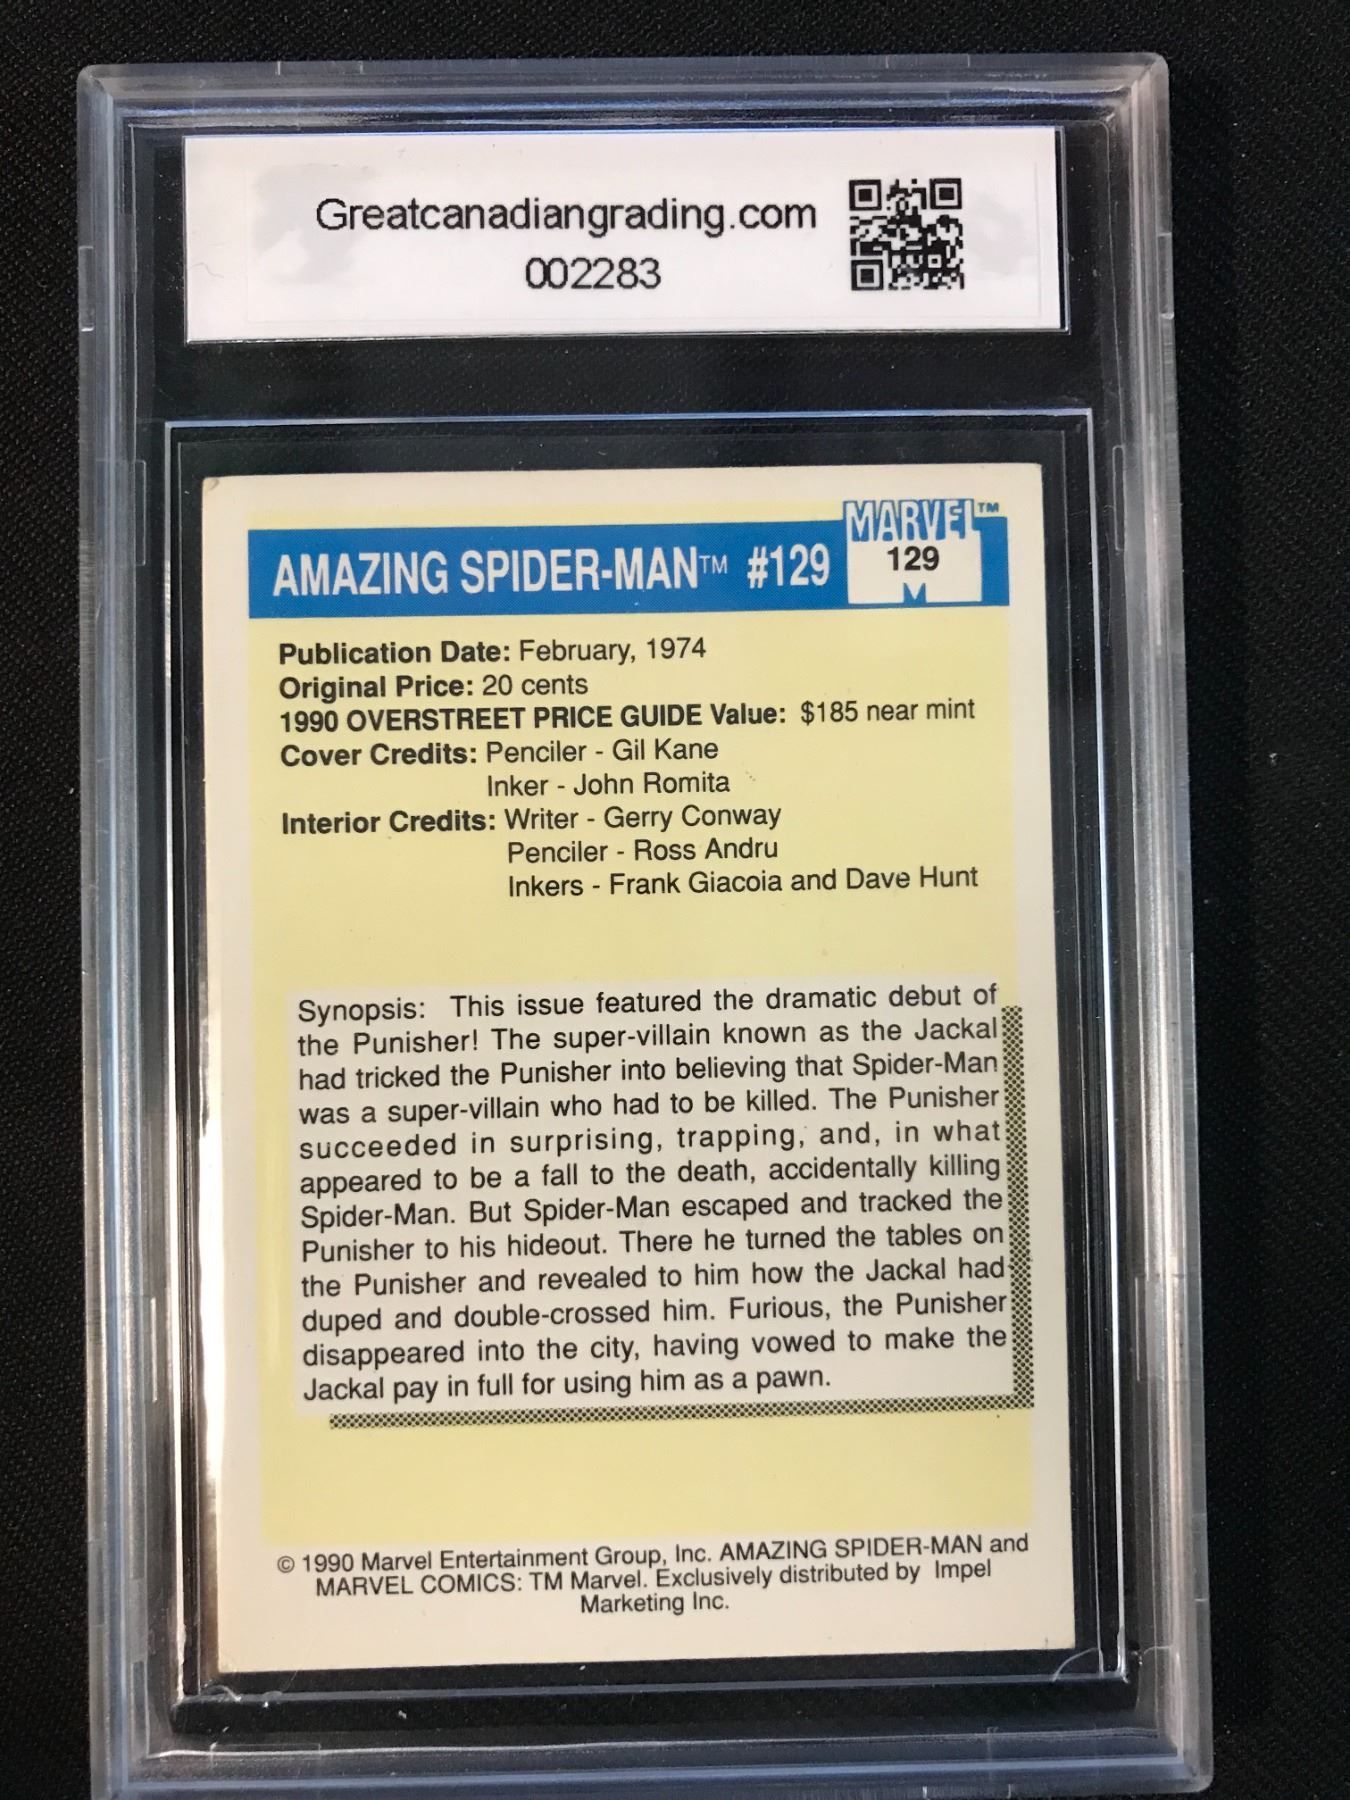 Greatcanadiangrading.com
002283
MARVEL™
AMAZING SPIDER-MAN™ #129
129
Publication Date: February, 1974
Original Price: 20 cents
1990 OVERSTREET PRICE GUIDE Value: $185 near mint
Cover Credits: Penciler - Gil Kane
Inker - John Romita
Interior Credits: Writer - Gerry Conway
Penciler - Ross Andru
Inkers - Frank Giacoia and Dave Hunt
Synopsis: This issue featured the dramatic debut of
the Punisher! The super-villain known as the Jackal
had tricked the Punisher into believing that Spider-Man
was a super-villain who had to be killed. The Punisher
succeeded in surprising, trapping, and, in what
appeared to be a fall to the death, accidentally killing
Spider-Man. But Spider-Man escaped and tracked the
Punisher to his hideout. There he turned the tables on
the Punisher and revealed to him how the Jackal had
duped and double-crossed him. Furious, the Punisher
disappeared into the city, having vowed to make the
Jackal pay in full for using him as a pawn.
© 1990 Marvel Entertainment Group, Inc. AMAZING SPIDER-MAN and
MARVEL COMICS: TM Marvel. Exclusively distributed by Impel
Marketing Inc.